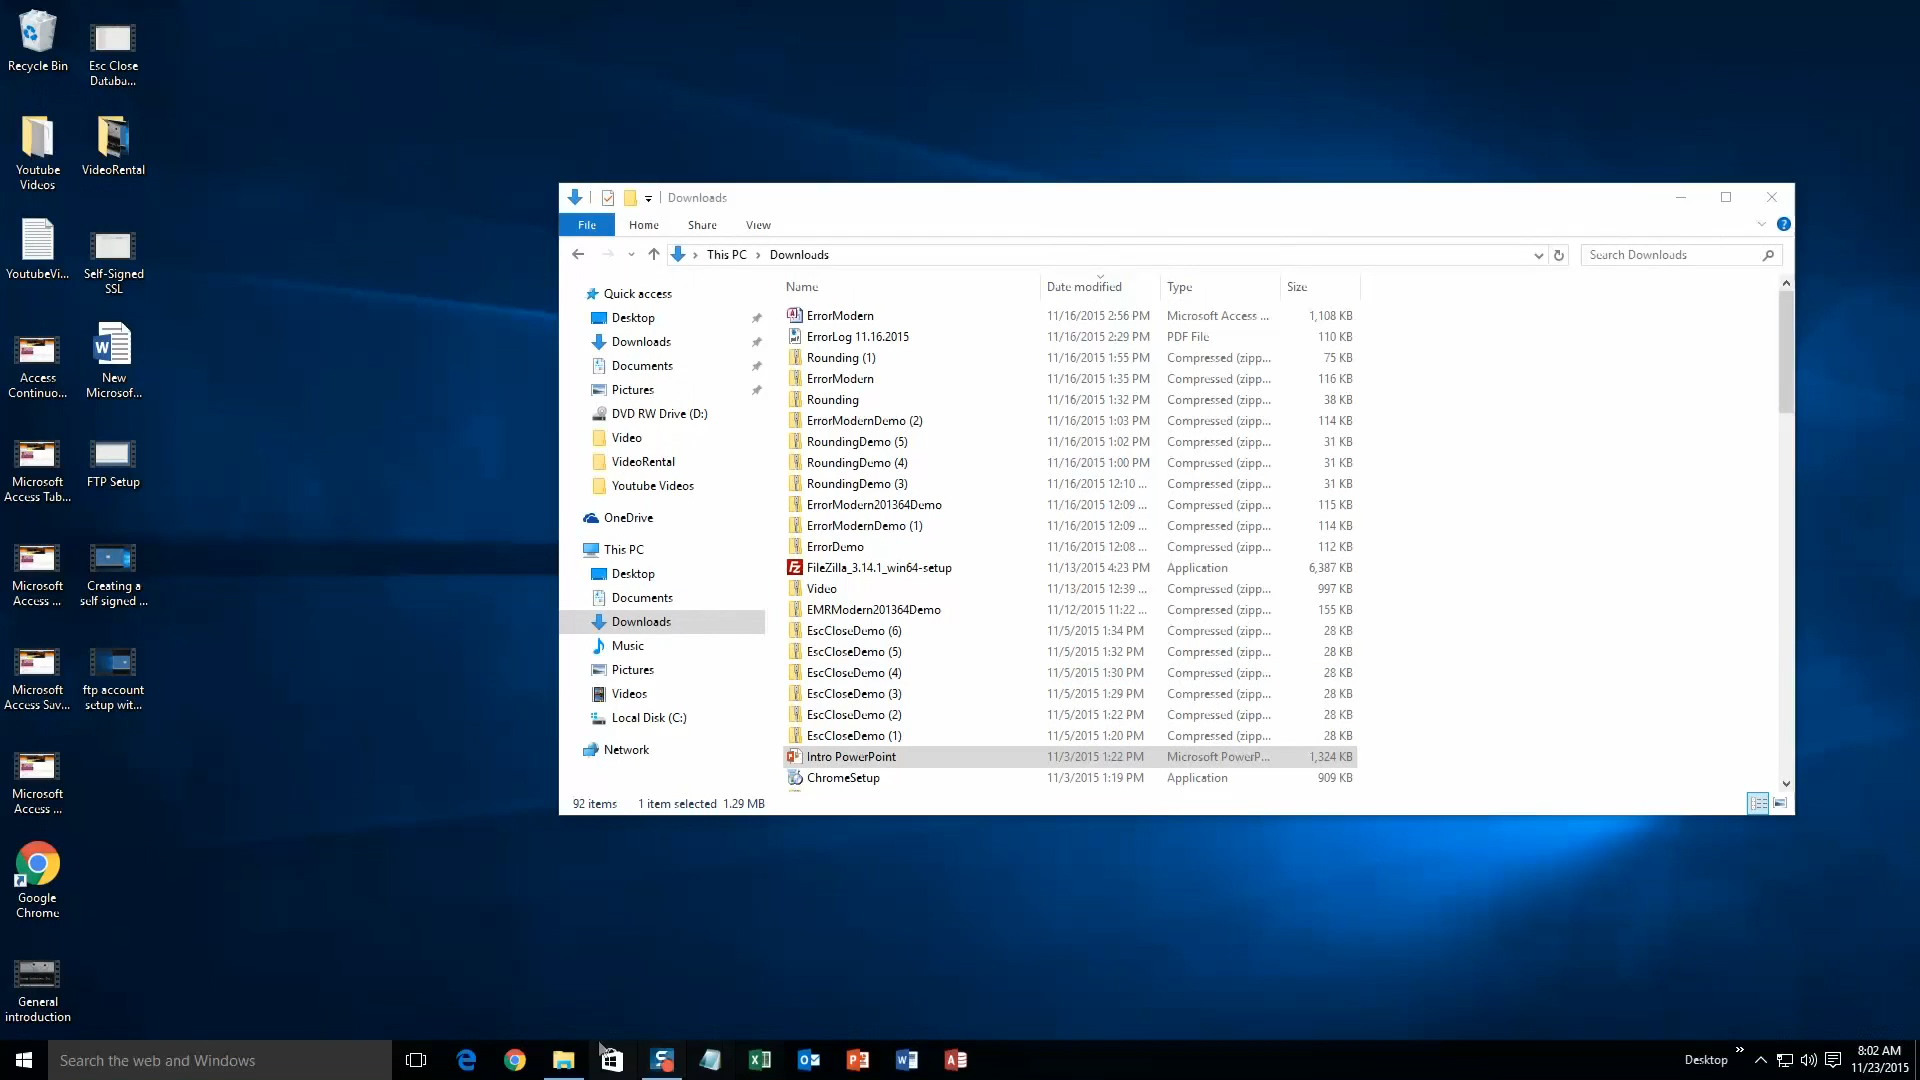 Recycle Bin
Esc Close
Databa...
Youtube
Videos
VideoRental
YoutubeVi...
Self-Signed
SSL
Access
Continuo...
New
Microsof...
Microsoft
Access Tab...
FTP Setup
Microsoft
Access ...
Creating a
self signed ...
Microsoft
Access Sav...
ftp account
setup wit...
Microsoft
Access ...
Google
Chrome
General
introduction
Downloads
File Home Share View
This PC Downloads
Search Downloads
Quick access
Desktop
Downloads
Documents
Pictures
DVD RW Drive (D:)
Video
VideoRental
Youtube Videos
OneDrive
This PC
Desktop
Documents
Downloads
Music
Pictures
Videos
Local Disk (C:)
Network
Name Date modified Type Size
ErrorModern 11/16/2015 2:56 PM Microsoft Access ... 1,108 KB
ErrorLog 11.16.2015 11/16/2015 2:29 PM PDF File 110 KB
Rounding (1) 11/16/2015 1:55 PM Compressed (zipp... 75 KB
ErrorModern 11/16/2015 1:35 PM Compressed (zipp... 116 KB
Rounding 11/16/2015 1:32 PM Compressed (zipp... 38 KB
ErrorModernDemo (2) 11/16/2015 1:03 PM Compressed (zipp... 114 KB
RoundingDemo (5) 11/16/2015 1:02 PM Compressed (zipp... 31 KB
RoundingDemo (4) 11/16/2015 1:00 PM Compressed (zipp... 31 KB
RoundingDemo (3) 11/16/2015 12:10 ... Compressed (zipp... 31 KB
ErrorModern201364Demo 11/16/2015 12:09 ... Compressed (zipp... 115 KB
ErrorModernDemo (1) 11/16/2015 12:09 ... Compressed (zipp... 114 KB
ErrorDemo 11/16/2015 12:08 ... Compressed (zipp... 112 KB
FileZilla_3.14.1_win64-setup 11/13/2015 4:23 PM Application 6,387 KB
Video 11/13/2015 12:39 ... Compressed (zipp... 997 KB
EMRModern201364Demo 11/12/2015 11:22 ... Compressed (zipp... 155 KB
EscCloseDemo (6) 11/5/2015 1:34 PM Compressed (zipp... 28 KB
EscCloseDemo (5) 11/5/2015 1:32 PM Compressed (zipp... 28 KB
EscCloseDemo (4) 11/5/2015 1:30 PM Compressed (zipp... 28 KB
EscCloseDemo (3) 11/5/2015 1:29 PM Compressed (zipp... 28 KB
EscCloseDemo (2) 11/5/2015 1:22 PM Compressed (zipp... 28 KB
EscCloseDemo (1) 11/5/2015 1:20 PM Compressed (zipp... 28 KB
Intro PowerPoint 11/3/2015 1:22 PM Microsoft PowerP... 1,324 KB
ChromeSetup 11/3/2015 1:19 PM Application 909 KB
92 items 1 item selected 1.29 MB
Search the web and Windows
Desktop
8:02 AM
11/23/2015